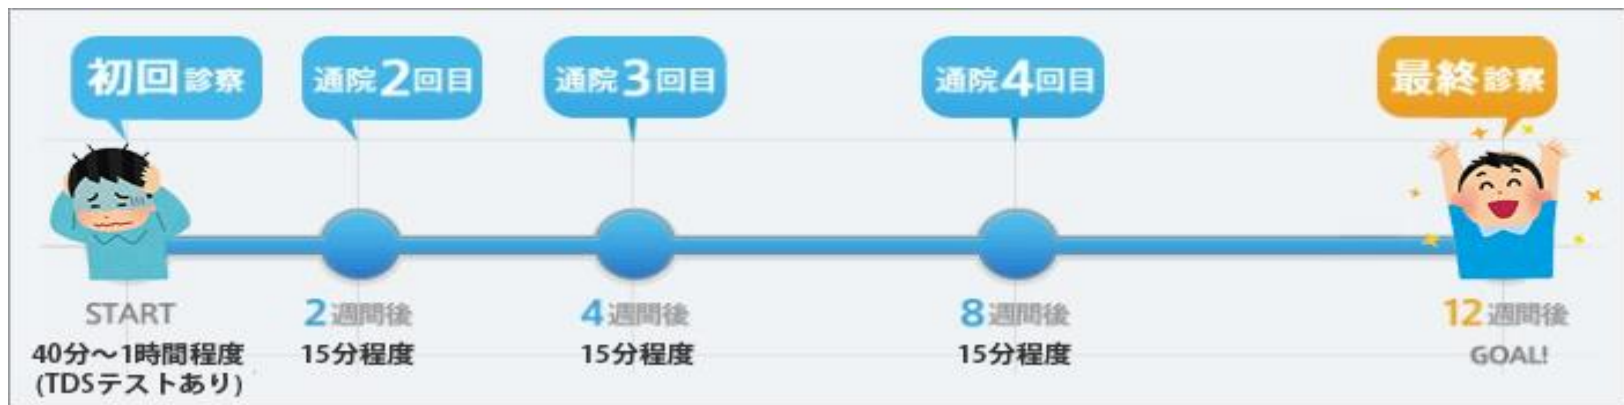 初回診察
通院2回目
通院3回目
通院4回目
最終診察
START
2週間後
4週間後
8週間後
12週間後
40分～1時間程度
(TDSテストあり)
15分程度
15分程度
15分程度
GOAL!